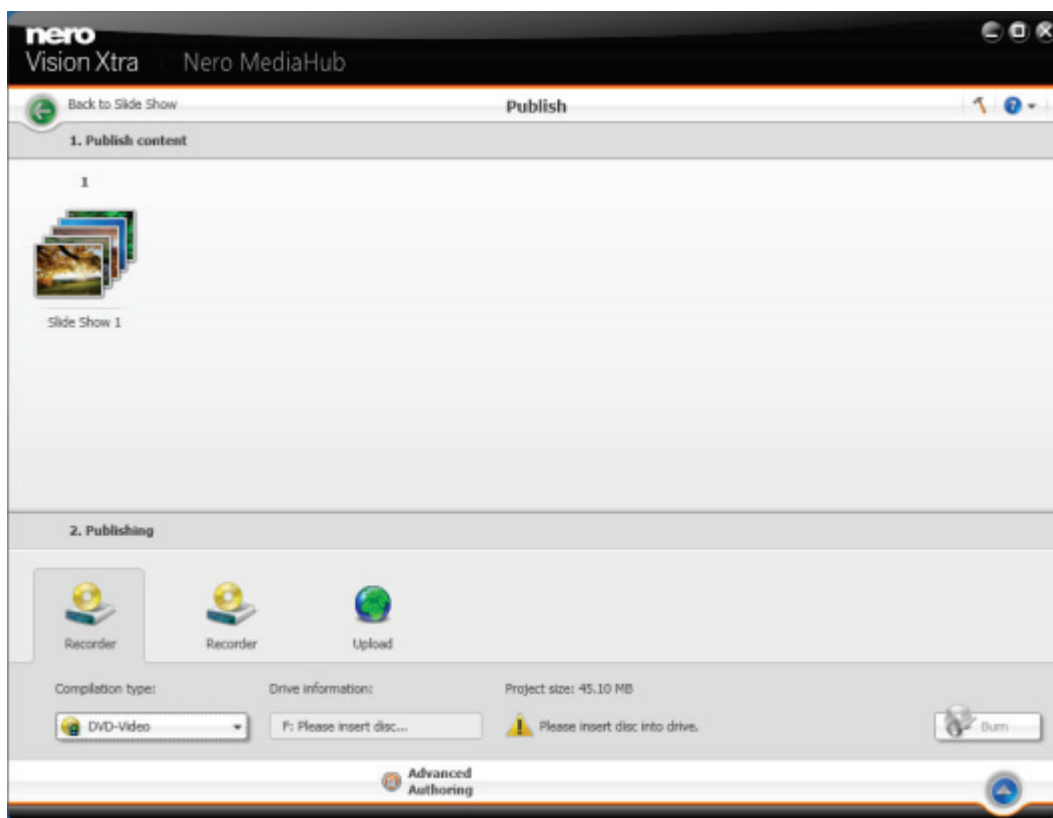 nero
Vision Xtra Nero MediaHub
Back to Slide Show
Publish
1. Publish content
1
Slide Show 1
2. Publishing
Recorder
Recorder
Upload
Compilation type:
Drive information:
Project size: 45.10 MB
DVD-Video
F: Please insert disc...
Please insert disc into drive.
Burn
Advanced
Authoring